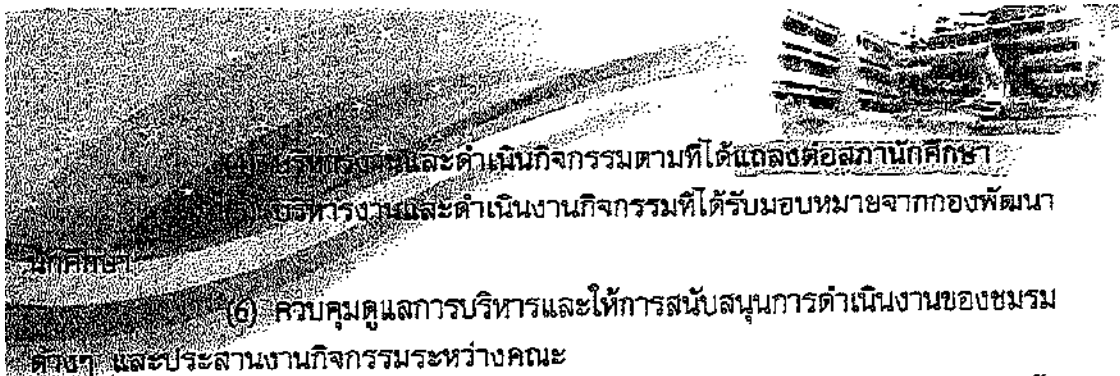 บริหารงานและดำเนินกิจกรรมตามที่ได้แถลงต่อสภานักศึกษา
บริหารงานและดำเนินงานกิจกรรมที่ได้รับมอบหมายจากกองพัฒนา
นักศึกษา
(6) ควบคุมดูแลการบริหารและให้การสนับสนุนการดำเนินงานของชมรม
ต่างๆ และประสานงานกิจกรรมระหว่างคณะ